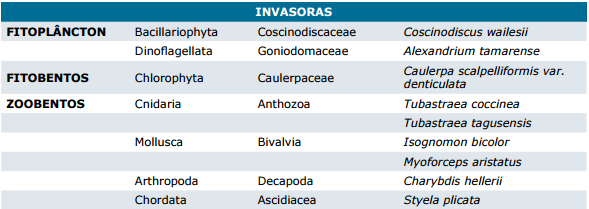 INVASORAS
FITOPLÂNCTON Bacillariophyta Coscinodiscaceae Coscinodiscus wailesii
Dinoflagellata Goniodomaceae Alexandrium tamarense
FITOBENTOS Chlorophyta Caulerpaceae Caulerpa scalpelliformis var. denticulata
ZOOBENTOS Cnidaria Anthozoa Tubastraea coccinea
Tubastraea tagusensis
Mollusca Bivalvia Isognomon bicolor
Myoforceps aristatus
Arthropoda Decapoda Charybdis hellerii
Chordata Ascidiacea Styela plicata